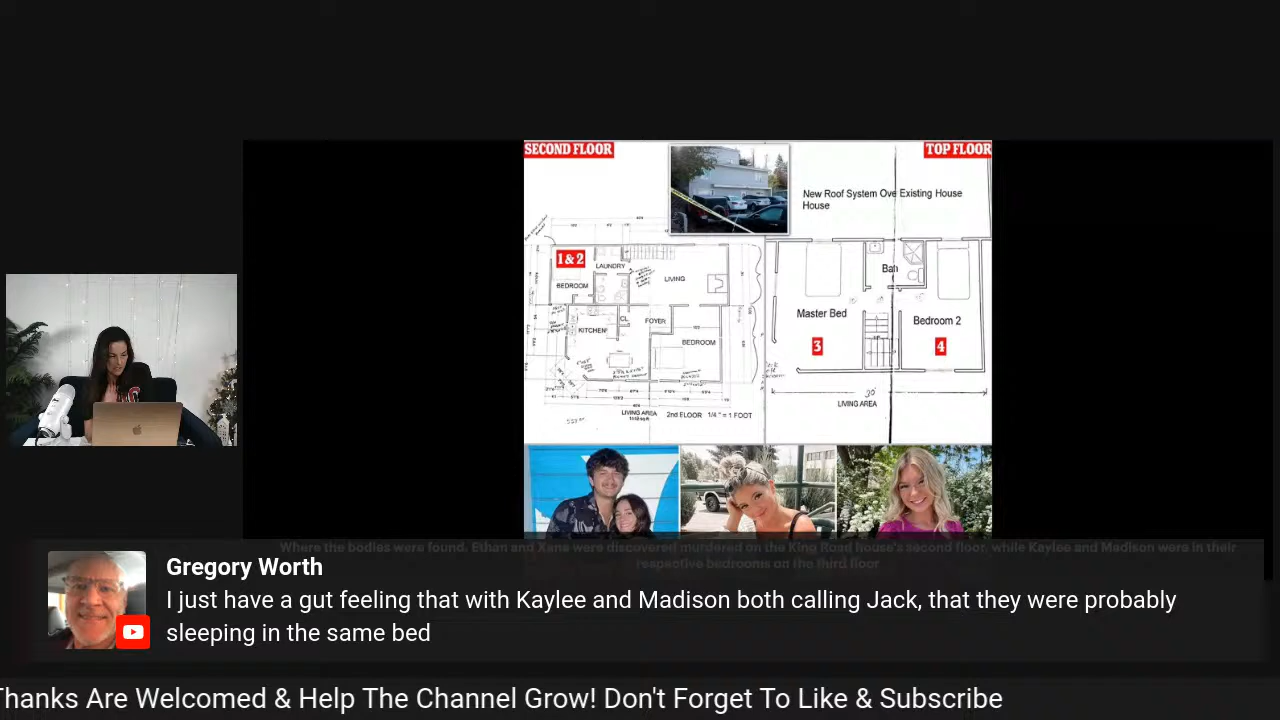 SECOND FLOOR
TOP FLOOR
New Roof System Ove Existing House
House
1 & 2
LAUNDRY
BEDROOM
LIVING
KITCHEN
CL
FOYER
BEDROOM
Master Bed
Bedroom 2
3
4
30'
LIVING AREA
LIVING AREA
2nd FLOOR 1/4" = 1 FOOT
Where the bodies were found. Ethan and Xana were discovered murdered on the King Road house's second floor, while Kaylee and Madison were in their
respective bedrooms on the third floor
Gregory Worth
I just have a gut feeling that with Kaylee and Madison both calling Jack, that they were probably
sleeping in the same bed
Thanks Are Welcomed & Help The Channel Grow! Don't Forget To Like & Subscribe